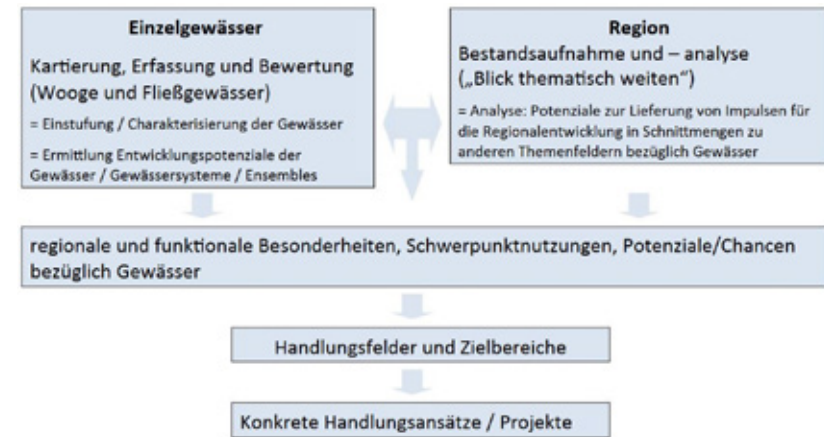 Einzelgewässer
Kartierung, Erfassung und Bewertung
(Wooge und Fließgewässer)
= Einstufung / Charakterisierung der Gewässer
= Ermittlung Entwicklungspotenziale der
Gewässer / Gewässersysteme / Ensembles
Region
Bestandsaufnahme und – analyse
(„Blick thematisch weiten“)
= Analyse: Potenziale zur Lieferung von Impulsen für
die Regionalentwicklung in Schnittmengen zu
anderen Themenfeldern bezüglich Gewässer
regionale und funktionale Besonderheiten, Schwerpunktnutzungen, Potenziale/Chancen
bezüglich Gewässer
Handlungsfelder und Zielbereiche
Konkrete Handlungsansätze / Projekte